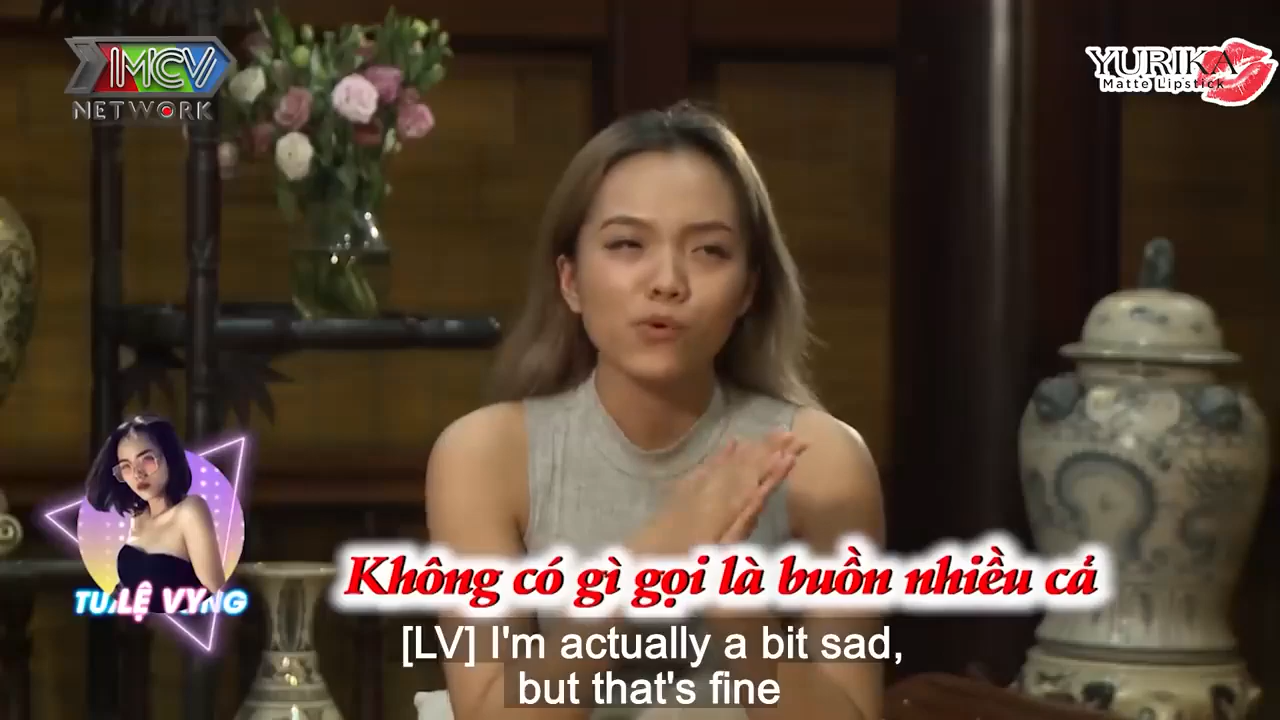 MCV
NETWORK
YURIKA
Matte Lipstick
LỆ VY
Không có gì gọi là buồn nhiều cả
[LV] I'm actually a bit sad,
but that's fine